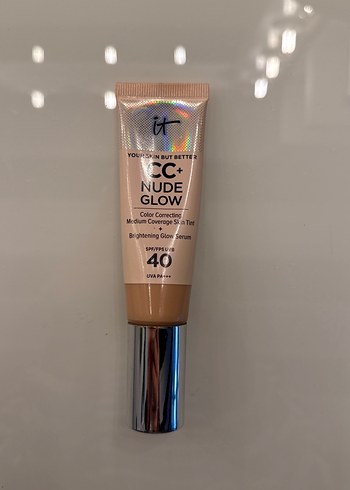 it
YOUR SKIN BUT BETTER
CC+
NUDE
GLOW
Color Correcting
Medium Coverage Skin Tint
+
Brightening Glow Serum
SPF/FPS UVB
40
UVA PA+++